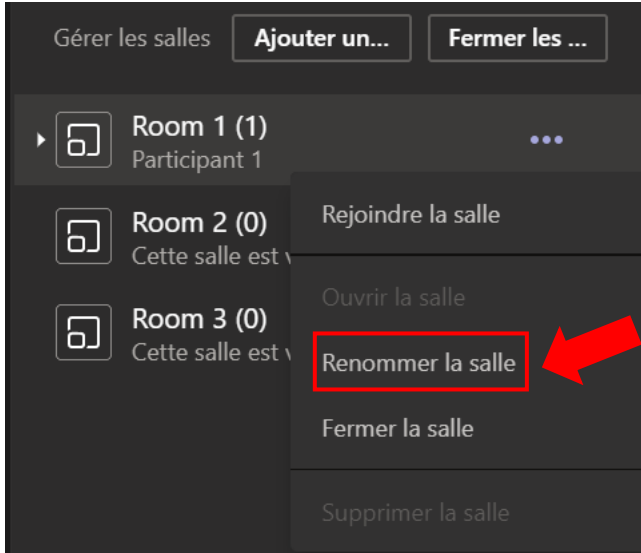 Gérer les salles Ajouter un... Fermer les ...
Room 1 (1)
Participant 1
Rejoindre la salle
Room 2 (0)
Cette salle est
Ouvrir la salle
Room 3 (0)
Cette salle est
Renommer la salle
Fermer la salle
Supprimer la salle